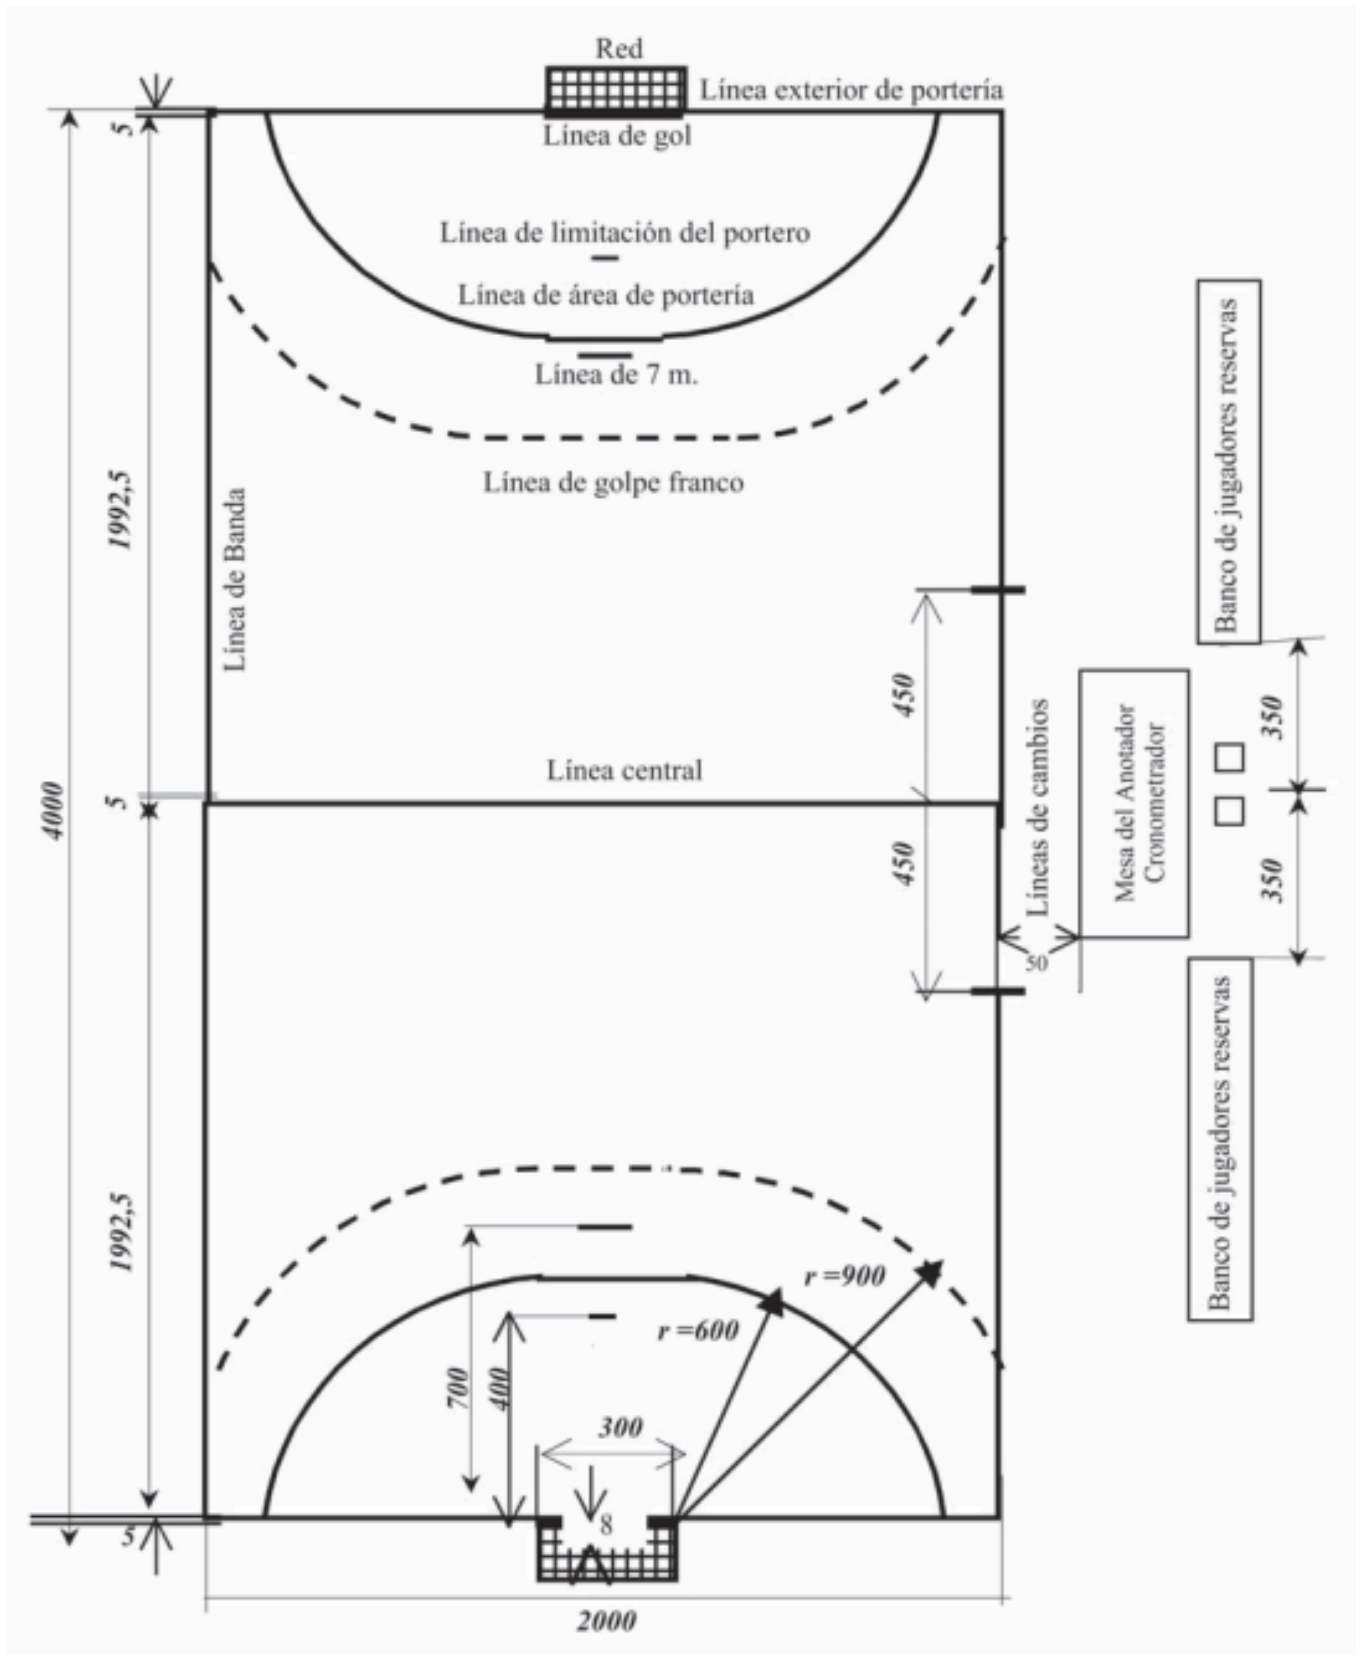 Red
Línea exterior de portería
5
Línea de gol
Línea de limitación del portero
Línea de área de portería
Línea de 7 m.
Línea de golpe franco
1992,5
Línea de Banda
Banco de jugadores reservas
450
350
Líneas de cambios
Mesa del Anotador
Cronometrador
Línea central
4000
5
450
350
50
Banco de jugadores reservas
1992,5
r =900
r =600
700
400
300
8
5
2000